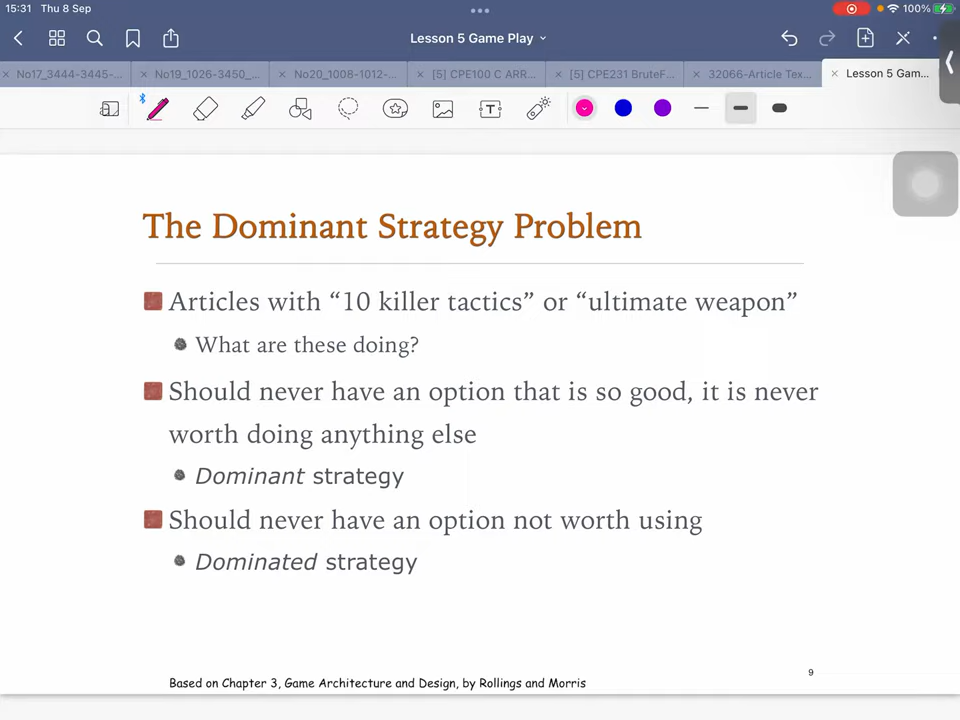 15:31 Thu 8 Sep
100%
Lesson 5 Game Play
No17_3444-3445-...
No19_1026-3450_...
No20_1008-1012-...
[5] CPE100 C ARR...
[5] CPE231 BruteF...
32066-Article Tex...
Lesson 5 Gam...
The Dominant Strategy Problem
Articles with “10 killer tactics” or “ultimate weapon”
What are these doing?
Should never have an option that is so good, it is never
worth doing anything else
Dominant strategy
Should never have an option not worth using
Dominated strategy
Based on Chapter 3, Game Architecture and Design, by Rollings and Morris
9